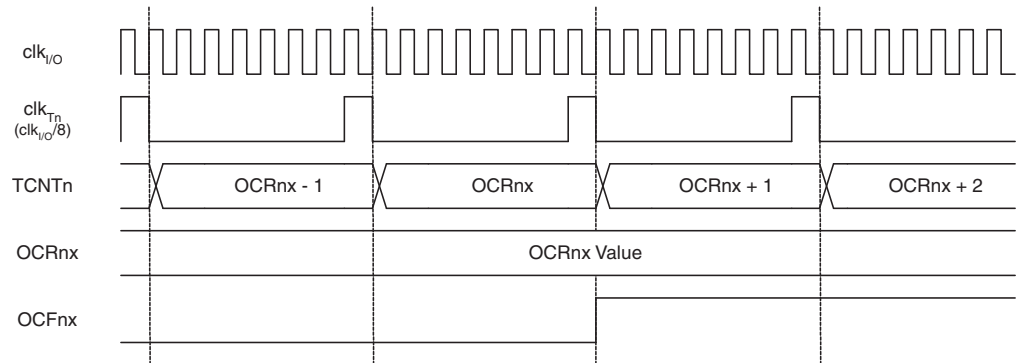 clkI/O
clkTn
(clkI/O/8)
TCNTn OCRnx - 1 OCRnx OCRnx + 1 OCRnx + 2
OCRnx OCRnx Value
OCFnx